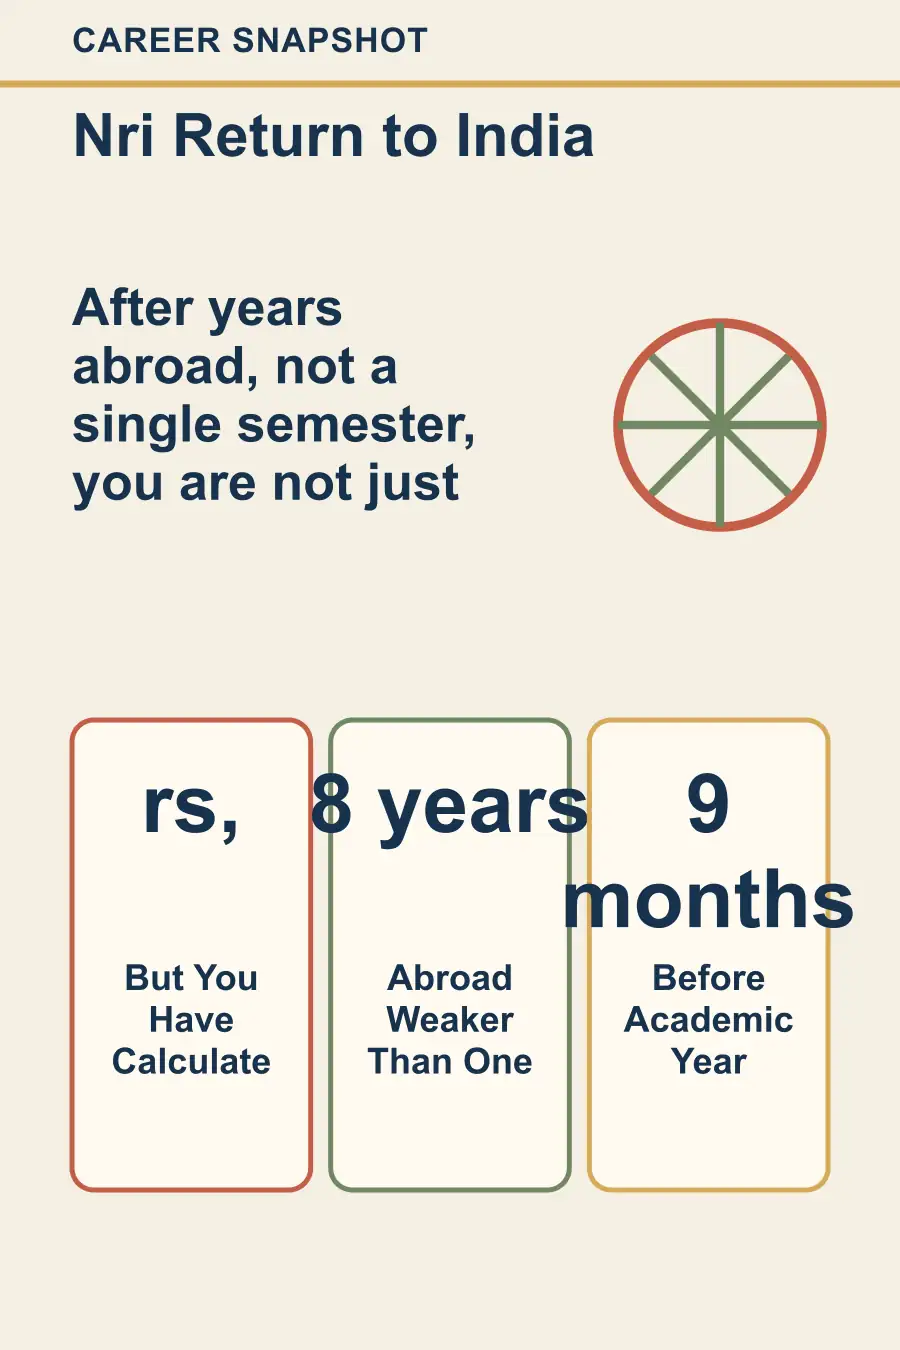 CAREER SNAPSHOT
Nri Return to India
After years
abroad, not a
single semester,
you are not just
rs,
But You
Have
Calculate
8 years
Abroad
Weaker
Than One
9
months
Before
Academic
Year